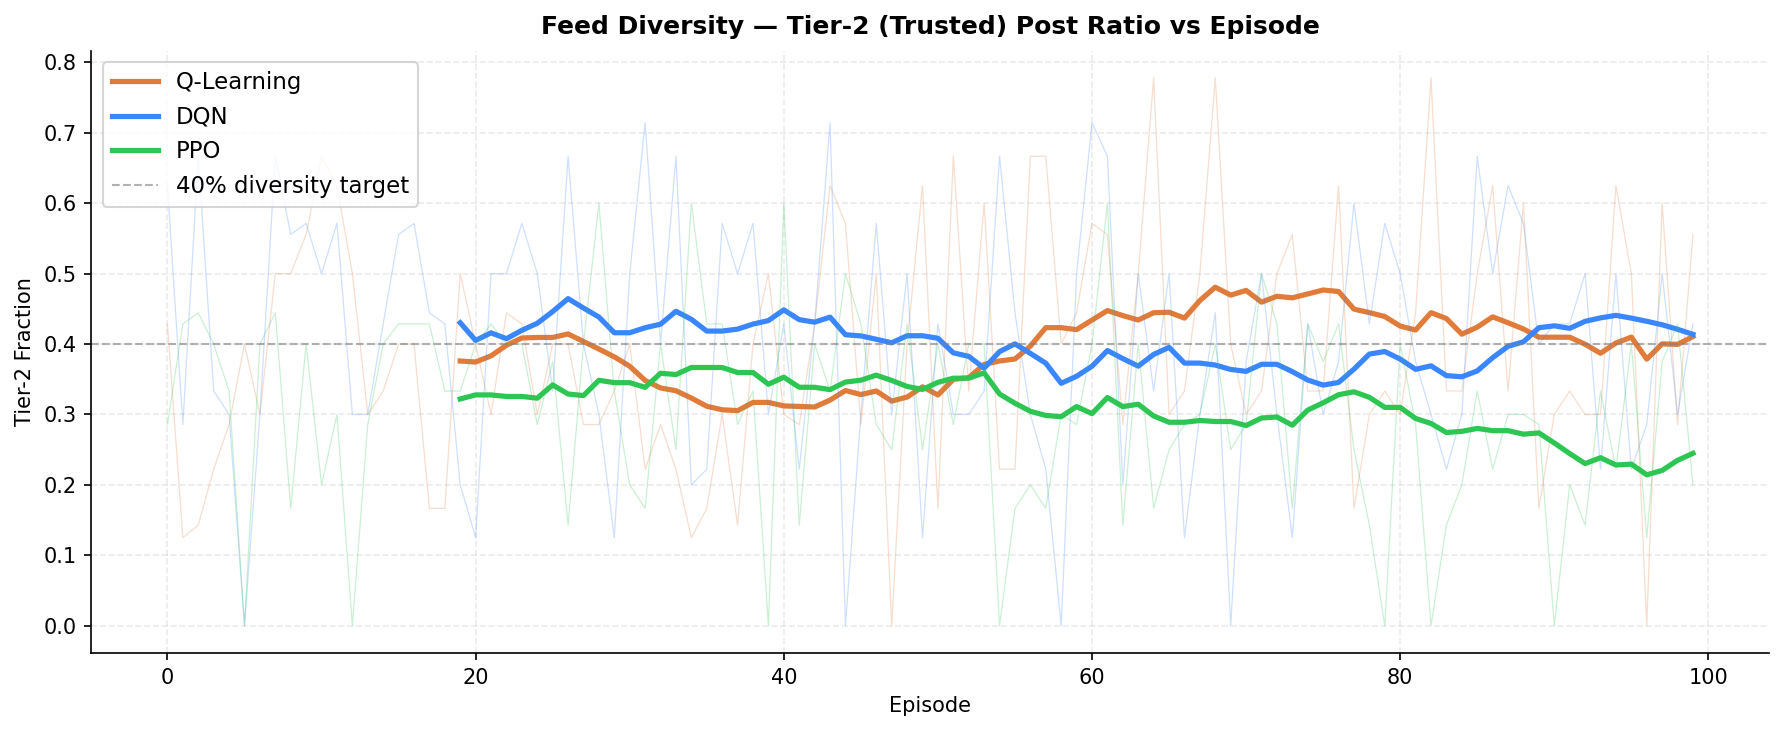 Feed Diversity — Tier-2 (Trusted) Post Ratio vs Episode
Tier-2 Fraction
0.8
0.7
0.6
0.5
0.4
0.3
0.2
0.1
0.0
Q-Learning
DQN
PPO
40% diversity target
0 20 40 60 80 100
Episode